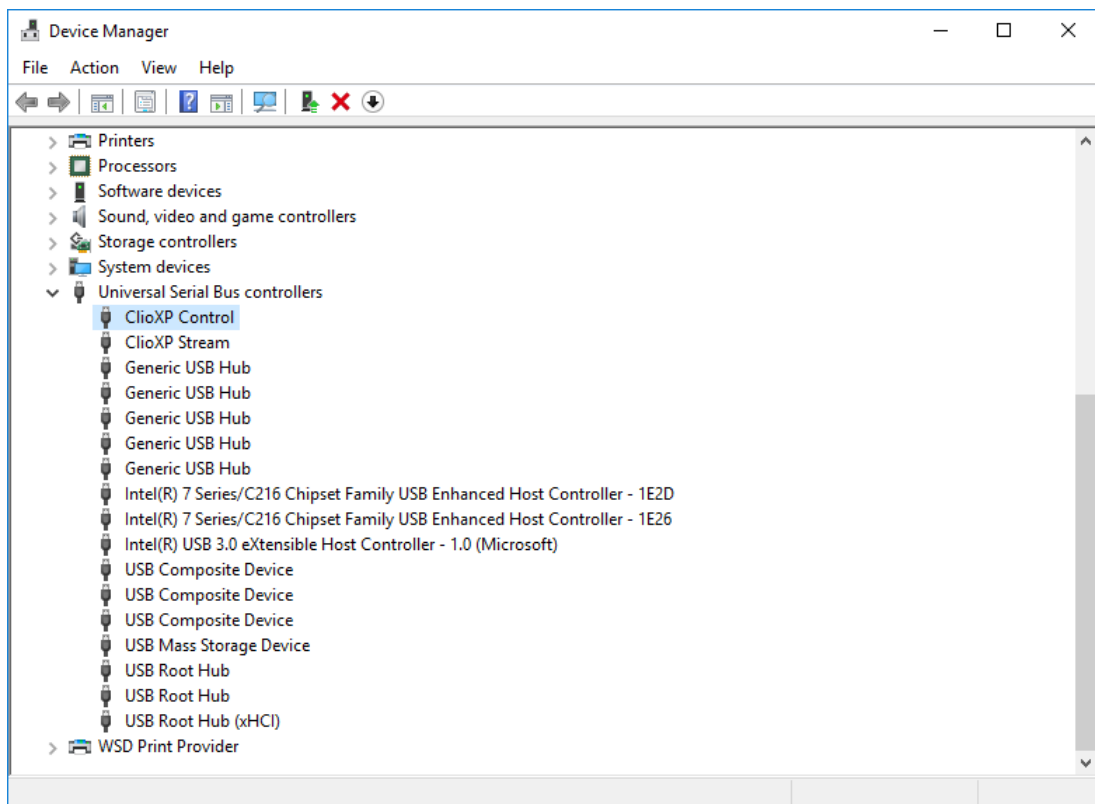 Device Manager
File Action View Help
Printers
Processors
Software devices
Sound, video and game controllers
Storage controllers
System devices
Universal Serial Bus controllers
ClioXP Control
ClioXP Stream
Generic USB Hub
Generic USB Hub
Generic USB Hub
Generic USB Hub
Generic USB Hub
Intel(R) 7 Series/C216 Chipset Family USB Enhanced Host Controller - 1E2D
Intel(R) 7 Series/C216 Chipset Family USB Enhanced Host Controller - 1E26
Intel(R) USB 3.0 eXtensible Host Controller - 1.0 (Microsoft)
USB Composite Device
USB Composite Device
USB Composite Device
USB Mass Storage Device
USB Root Hub
USB Root Hub
USB Root Hub (xHCI)
WSD Print Provider